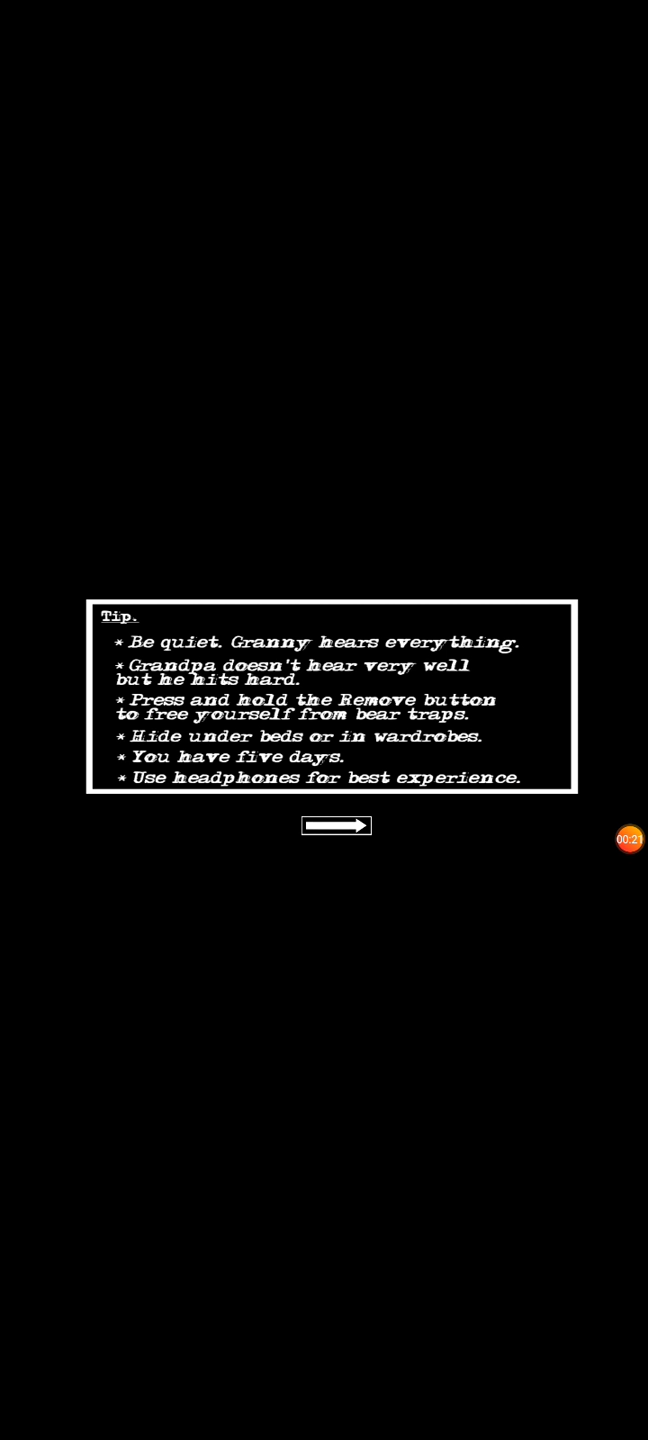 Tip.
* Be quiet. Granny hears everything.
* Grandpa doesn't hear very well
but he hits hard.
* Press and hold the Remove button
to free yourself from bear traps.
* Hide under beds or in wardrobes.
* You have five days.
* Use headphones for best experience.
00:21